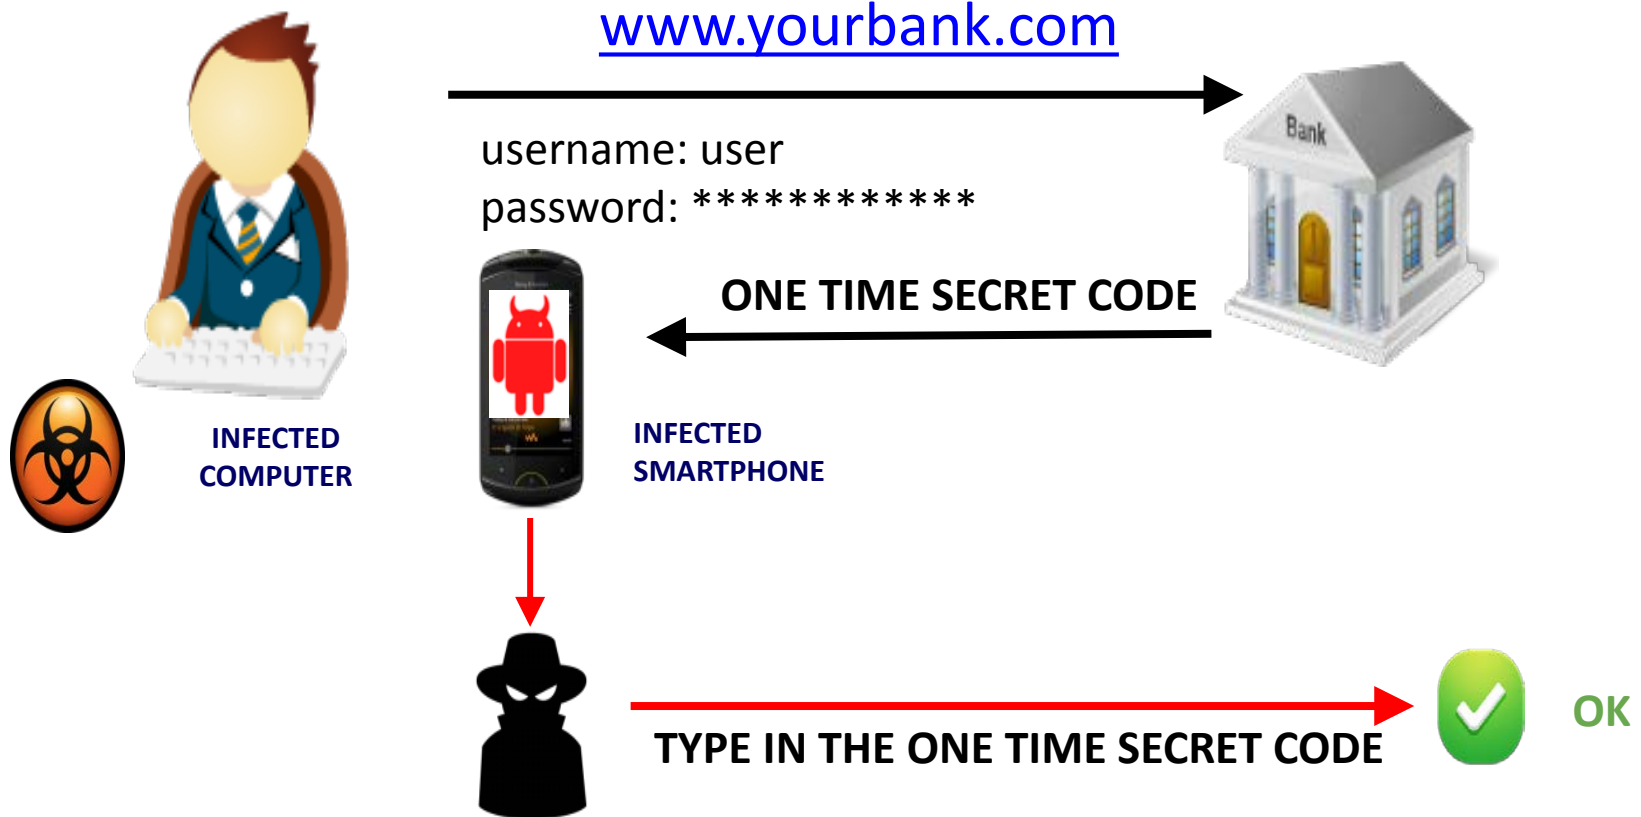 www.yourbank.com
username: user
password: ************
Bank
ONE TIME SECRET CODE
INFECTED
COMPUTER
INFECTED
SMARTPHONE
TYPE IN THE ONE TIME SECRET CODE
OK